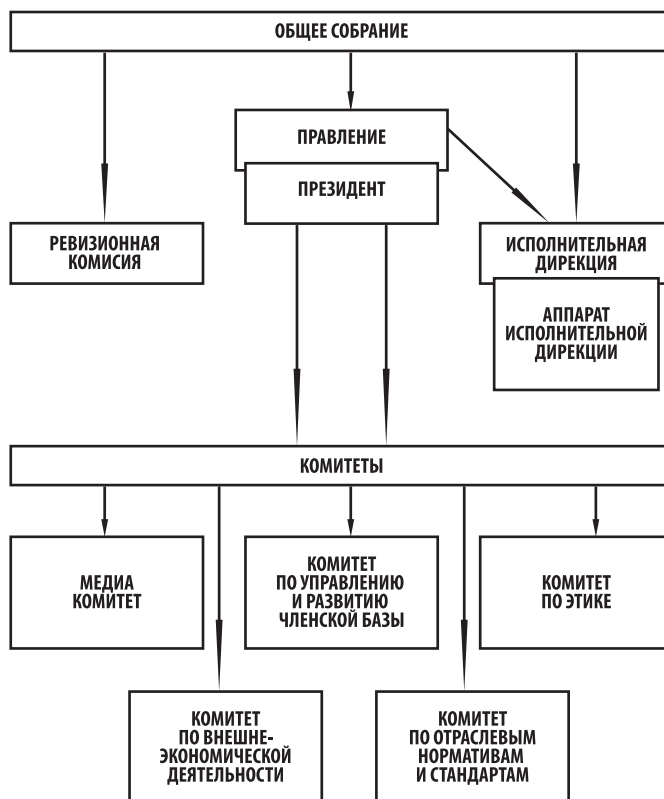 ОБЩЕЕ СОБРАНИЕ
ПРАВЛЕНИЕ
ПРЕЗИДЕНТ
РЕВИЗИОННАЯ
КОМИСИЯ
ИСПОЛНИТЕЛЬНАЯ
ДИРЕКЦИЯ
АППАРАТ
ИСПОЛНИТЕЛЬНОЙ
ДИРЕКЦИИ
КОМИТЕТЫ
МЕДИА
КОМИТЕТ
КОМИТЕТ
ПО УПРАВЛЕНИЮ
И РАЗВИТИЮ
ЧЛЕНСКОЙ БАЗЫ
КОМИТЕТ
ПО ЭТИКЕ
КОМИТЕТ
ПО ВНЕШНЕ-
ЭКОНОМИЧЕСКОЙ
ДЕЯТЕЛЬНОСТИ
КОМИТЕТ
ПО ОТРАСЛЕВЫМ
НОРМАТИВАМ
И СТАНДАРТАМ